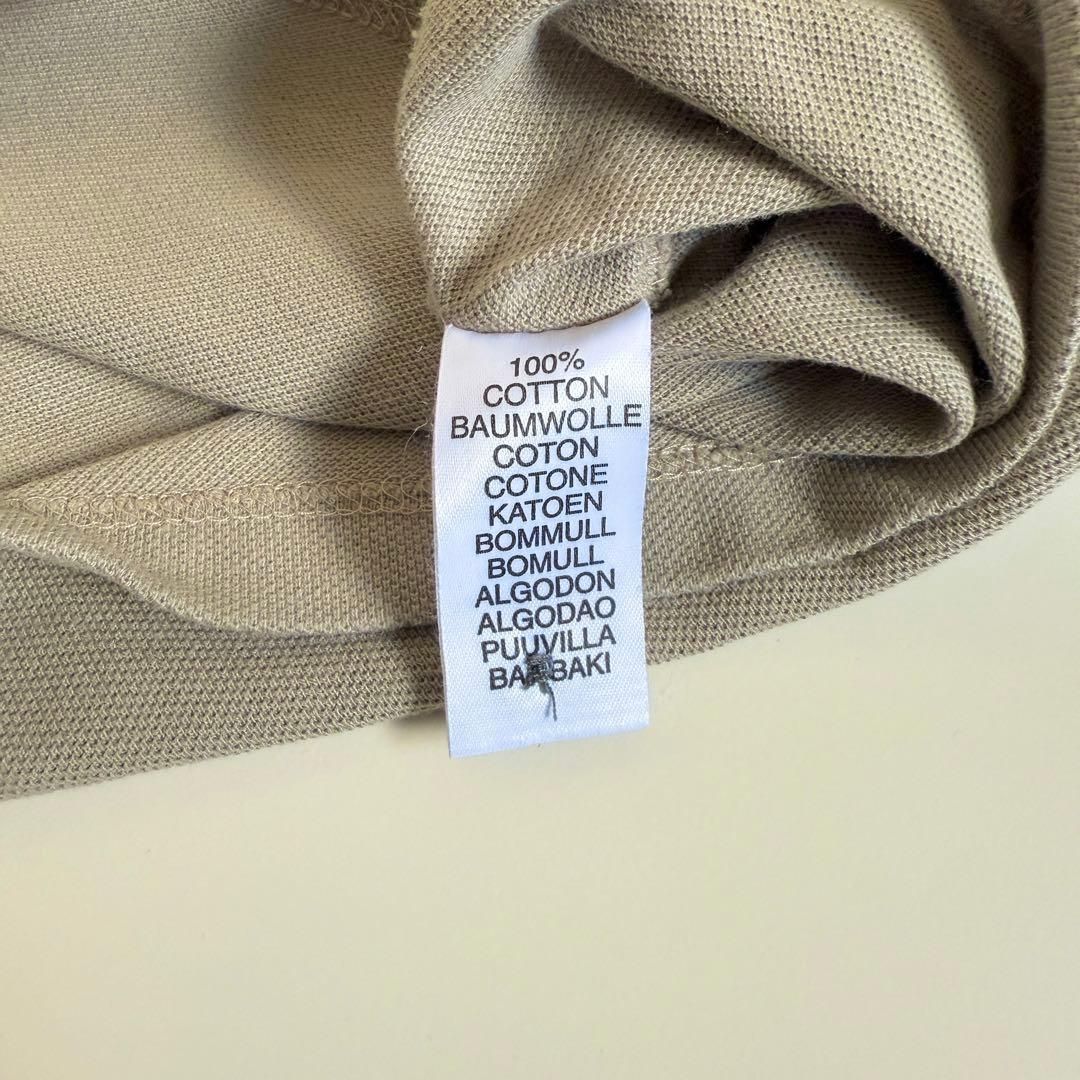 100%
COTTON
BAUMWOLLE
COTON
COTONE
KATOEN
BOMMULL
BOMULL
ALGODON
ALGODAO
PUUVILLA